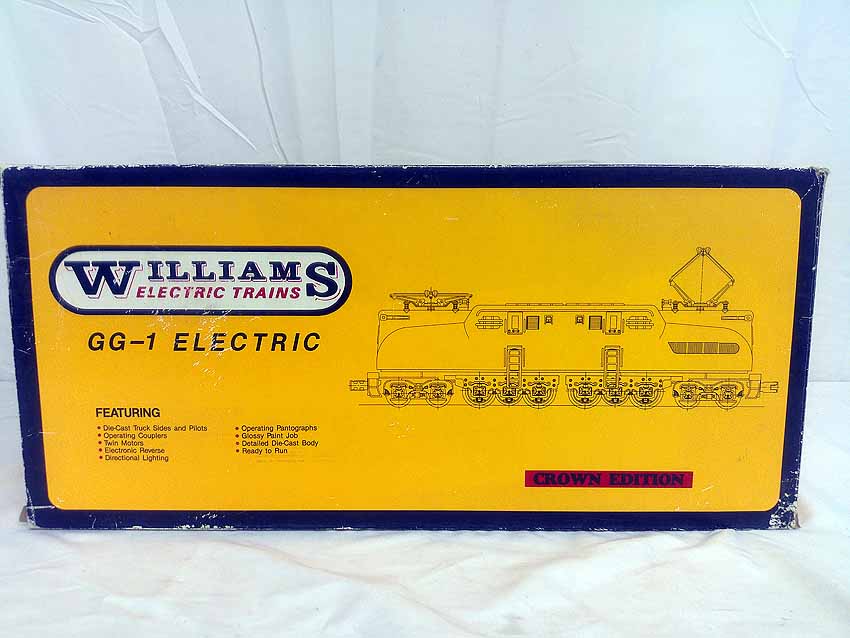 WILLIAMS
ELECTRIC TRAINS
GG-1 ELECTRIC
FEATURING
• Die-Cast Truck Sides and Pilots
• Operating Couplers
• Twin Motors
• Electronic Reverse
• Directional Lighting
• Operating Pantographs
• Glossy Paint Job
• Detailed Die-Cast Body
• Ready to Run
CROWN EDITION